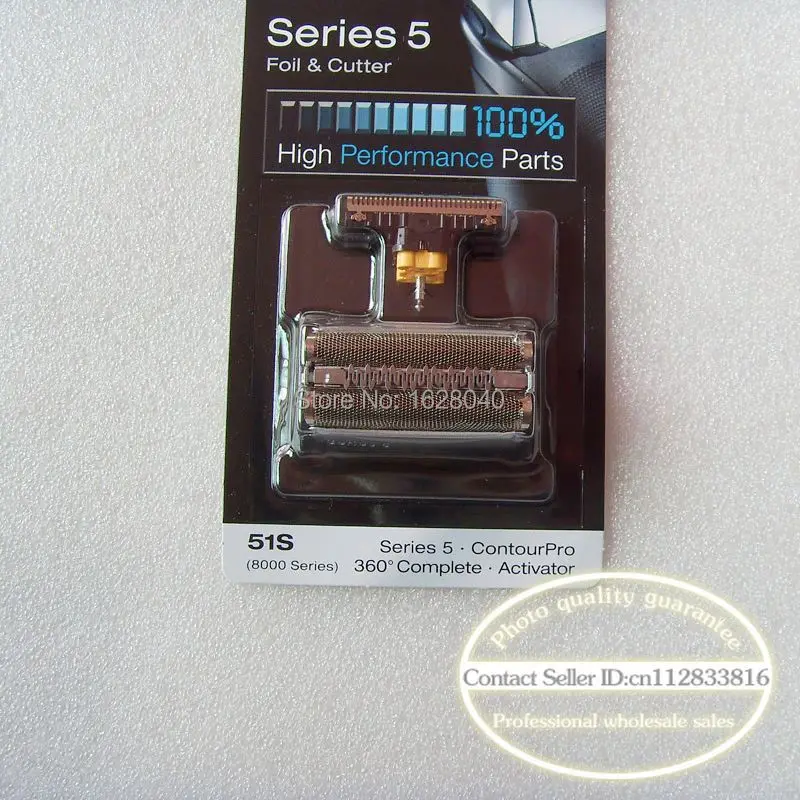 Series 5
Foil & Cutter
100%
High Performance Parts
Store No: 1628040
51S
(8000 Series)
Series 5 · ContourPro
360° Complete · Activator
Photo quality guarantee
Contact Seller ID:cn112833816
Professional wholesale sales